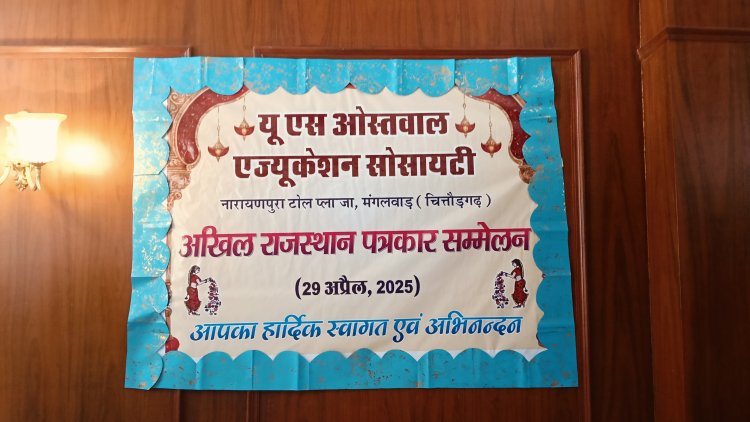 यू एस ओस्तवाल
एज्यूकेशन सोसायटी
नारायणपुरा टोल प्लाजा, मंगलवाड़ ( चित्तौड़गढ़ )
अखिल राजस्थान पत्रकार सम्मेलन
(29 अप्रैल, 2025)
आपका हार्दिक स्वागत एवं अभिनन्दन